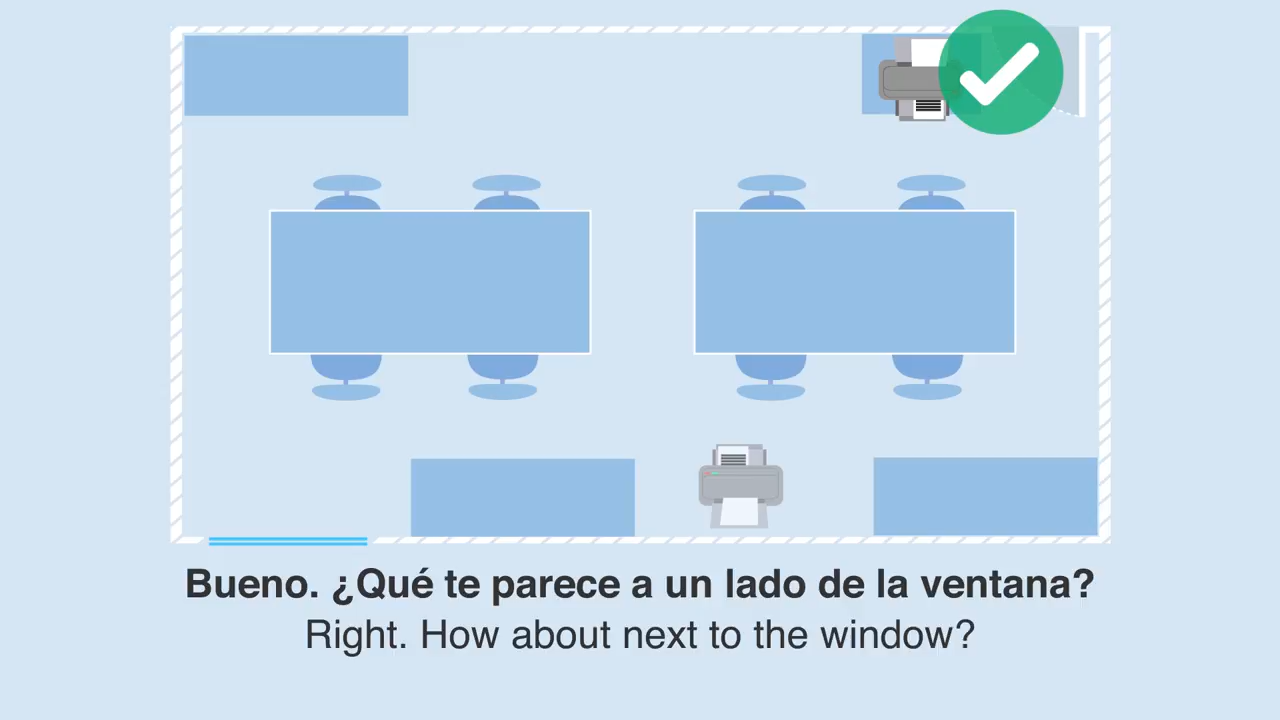 Bueno. ¿Qué te parece a un lado de la ventana?
Right. How about next to the window?